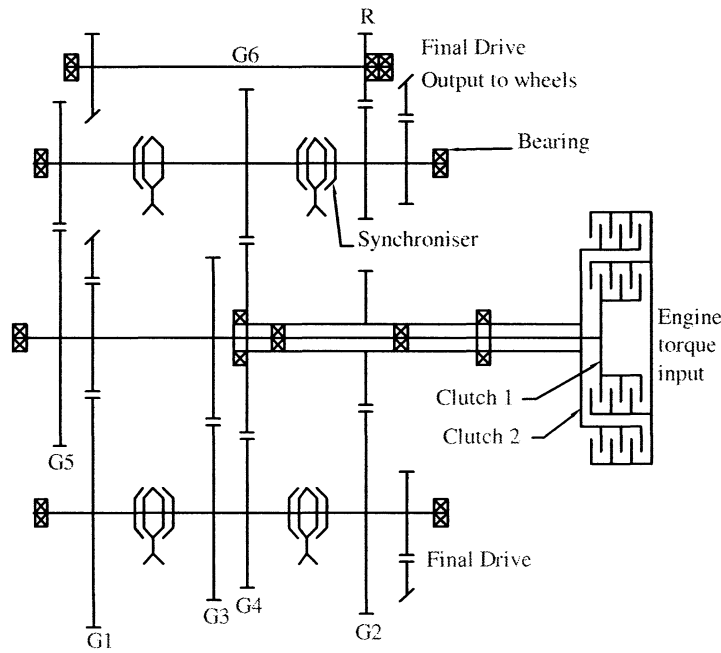 R
Final Drive
G6
Output to wheels
Bearing
Synchroniser
Engine
torque
input
Clutch 1
Clutch 2
G5
Final Drive
G3
G4
G1
G2